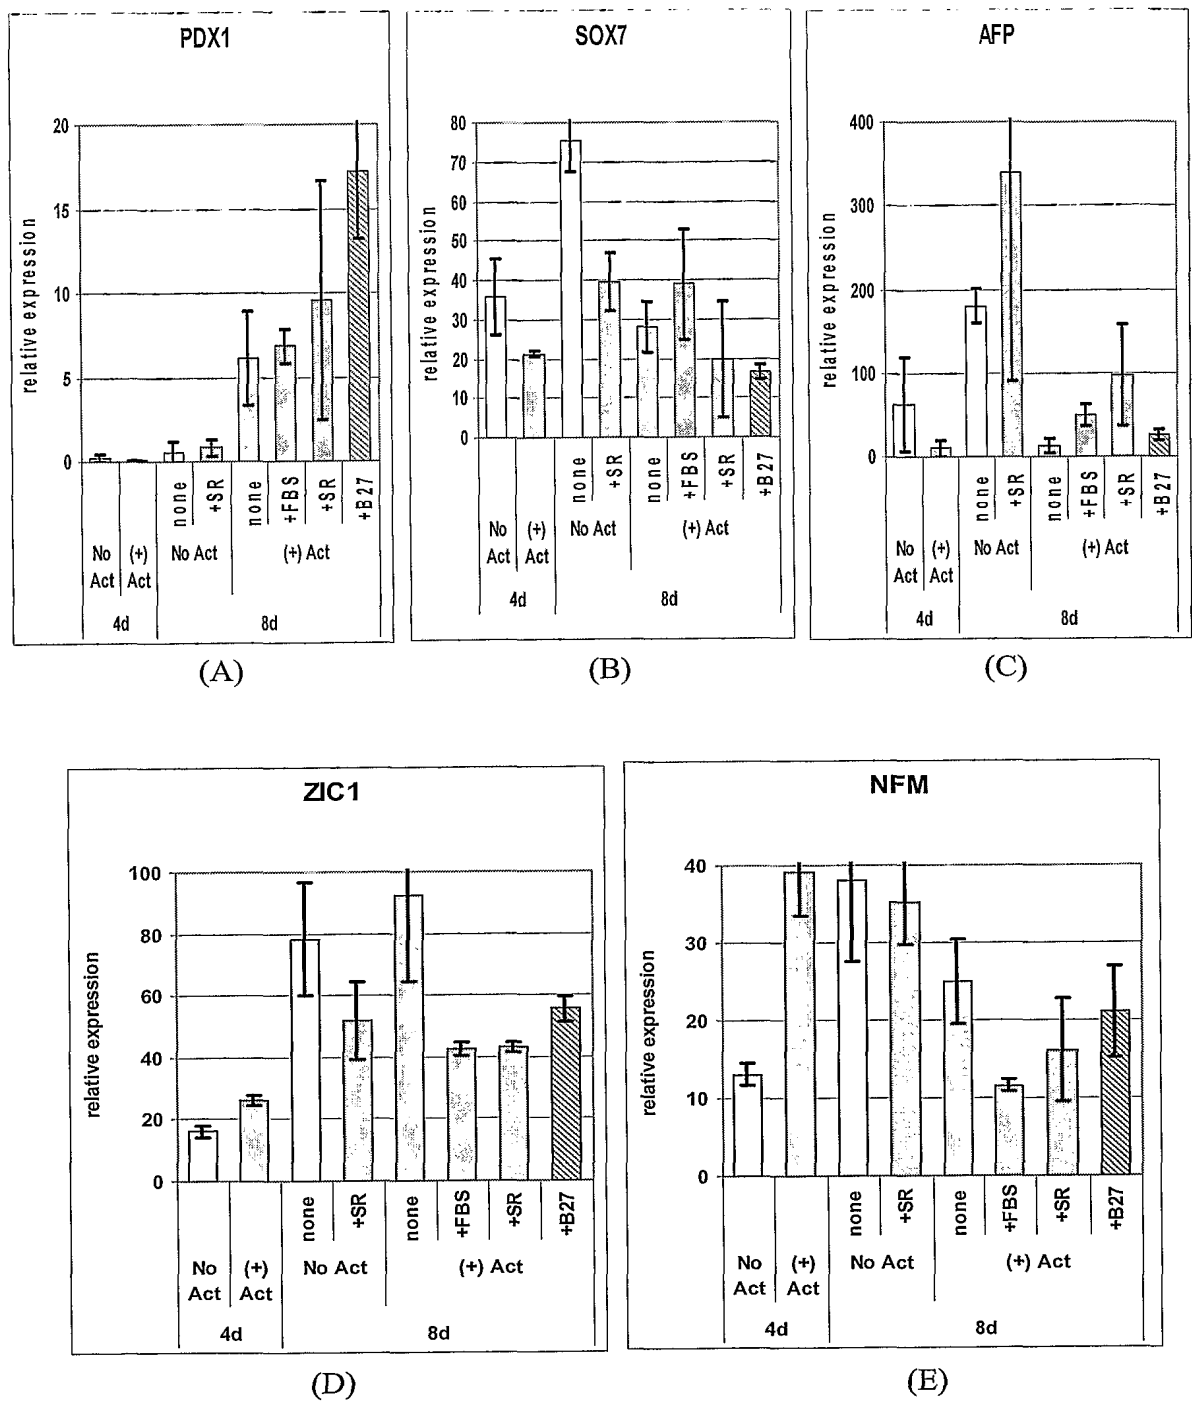 PDX1
relative expression
20
15
10
5
0
none
+SR
none
+FBS
+SR
+B27
No Act
(+) Act
No Act
(+) Act
4d
8d
(A)
SOX7
relative expression
80
70
60
50
40
30
20
10
0
none
+SR
none
+FBS
+SR
+B27
No Act
(+) Act
No Act
(+) Act
4d
8d
(B)
AFP
relative expression
400
300
200
100
0
none
+SR
none
+FBS
+SR
+B27
No Act
(+) Act
No Act
(+) Act
4d
8d
(C)
ZIC1
relative expression
100
80
60
40
20
0
none
+SR
none
+FBS
+SR
+B27
No Act
(+) Act
No Act
(+) Act
4d
8d
(D)
NFM
relative expression
40
30
20
10
0
none
+SR
none
+FBS
+SR
+B27
No Act
(+) Act
No Act
(+) Act
4d
8d
(E)